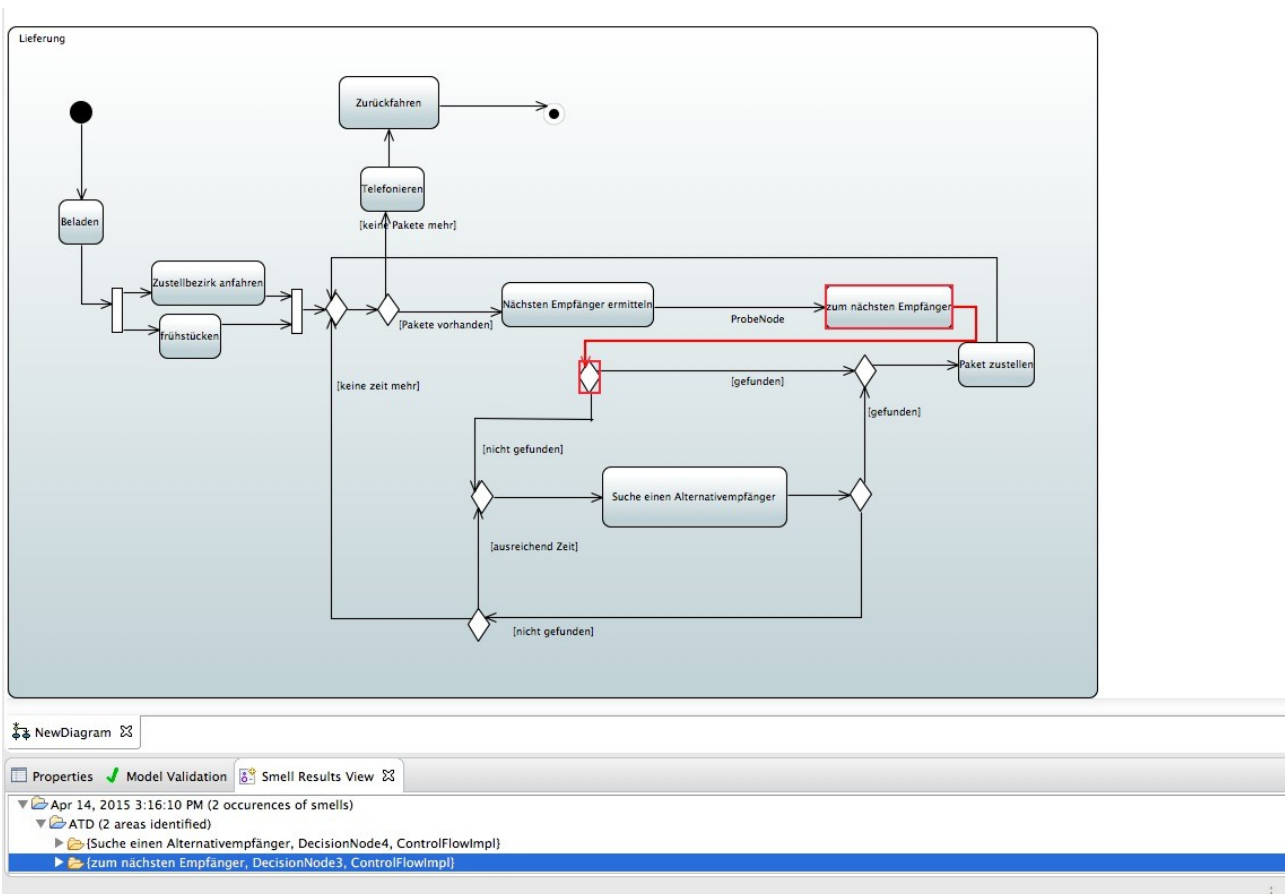 Lieferung
Zurückfahren
Telefonieren
[keine Pakete mehr]
Beladen
Zustellbezirk anfahren
frühstücken
[Pakete vorhanden]
Nächsten Empfänger ermitteln
ProbeNode
zum nächsten Empfänger
Paket zustellen
[keine zeit mehr]
[gefunden]
[gefunden]
[nicht gefunden]
Suche einen Alternativempfänger
[ausreichend Zeit]
[nicht gefunden]
NewDiagram
Properties Model Validation Smell Results View
Apr 14, 2015 3:16:10 PM (2 occurences of smells)
ATD (2 areas identified)
{Suche einen Alternativempfänger, DecisionNode4, ControlFlowImpl}
{zum nächsten Empfänger, DecisionNode3, ControlFlowImpl}